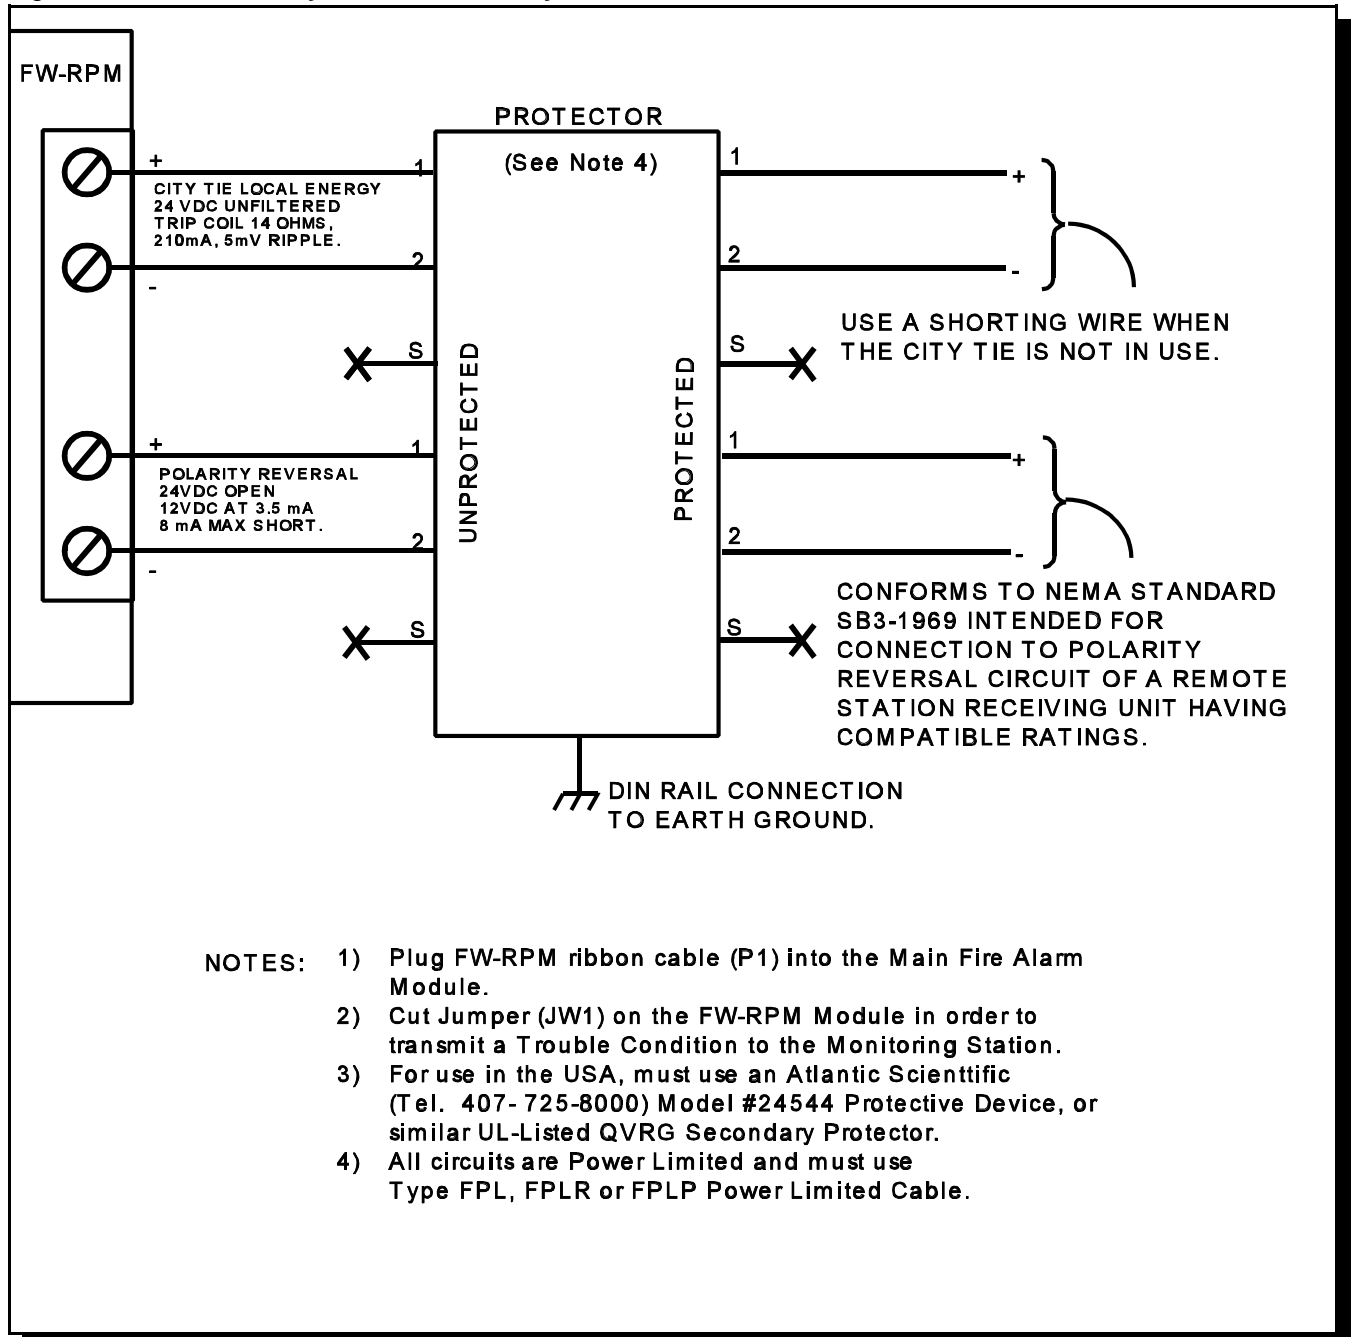 FW-RPM
PROTECTOR
(See Note 4)
+
1
CITY TIE LOCAL ENERGY
24 VDC UNFILTERED
TRIP COIL 14 OHMS,
210mA, 5mV RIPPLE.
2
-
S
UNPROTECTED
+
1
POLARITY REVERSAL
24VDC OPEN
12VDC AT 3.5 mA
8 mA MAX SHORT.
2
-
S
PROTECTED
1
+
2
-
USE A SHORTING WIRE WHEN
THE CITY TIE IS NOT IN USE.
S
1
+
2
-
CONFORMS TO NEMA STANDARD
SB3-1969 INTENDED FOR
CONNECTION TO POLARITY
REVERSAL CIRCUIT OF A REMOTE
STATION RECEIVING UNIT HAVING
COMPATIBLE RATINGS.
S
DIN RAIL CONNECTION
TO EARTH GROUND.
NOTES: 1) Plug FW-RPM ribbon cable (P1) into the Main Fire Alarm
Module.
2) Cut Jumper (JW1) on the FW-RPM Module in order to
transmit a Trouble Condition to the Monitoring Station.
3) For use in the USA, must use an Atlantic Scienttific
(Tel. 407-725-8000) Model #24544 Protective Device, or
similar UL-Listed QVRG Secondary Protector.
4) All circuits are Power Limited and must use
Type FPL, FPLR or FPLP Power Limited Cable.